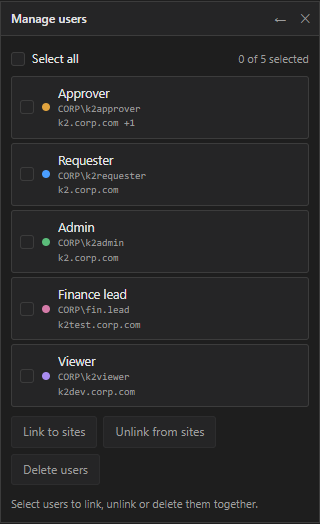 Manage users
Select all
0 of 5 selected
Approver
CORP\k2approver
k2.corp.com +1
Requester
CORP\k2requester
k2.corp.com
Admin
CORP\k2admin
k2.corp.com
Finance lead
CORP\fin.lead
k2test.corp.com
Viewer
CORP\k2viewer
k2dev.corp.com
Link to sites
Unlink from sites
Delete users
Select users to link, unlink or delete them together.